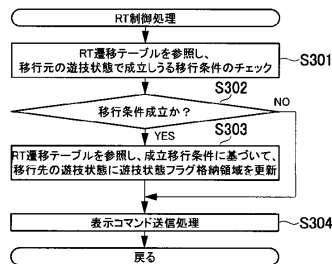 RT制御処理
RT遷移テーブルを参照し、
移行元の遊技状態で成立しうる移行条件のチェック
S301
S302
移行条件成立か？
NO
YES
S303
RT遷移テーブルを参照し、成立移行条件に基づいて、
移行先の遊技状態に遊技状態フラグ格納領域を更新
表示コマンド送信処理
S304
戻る